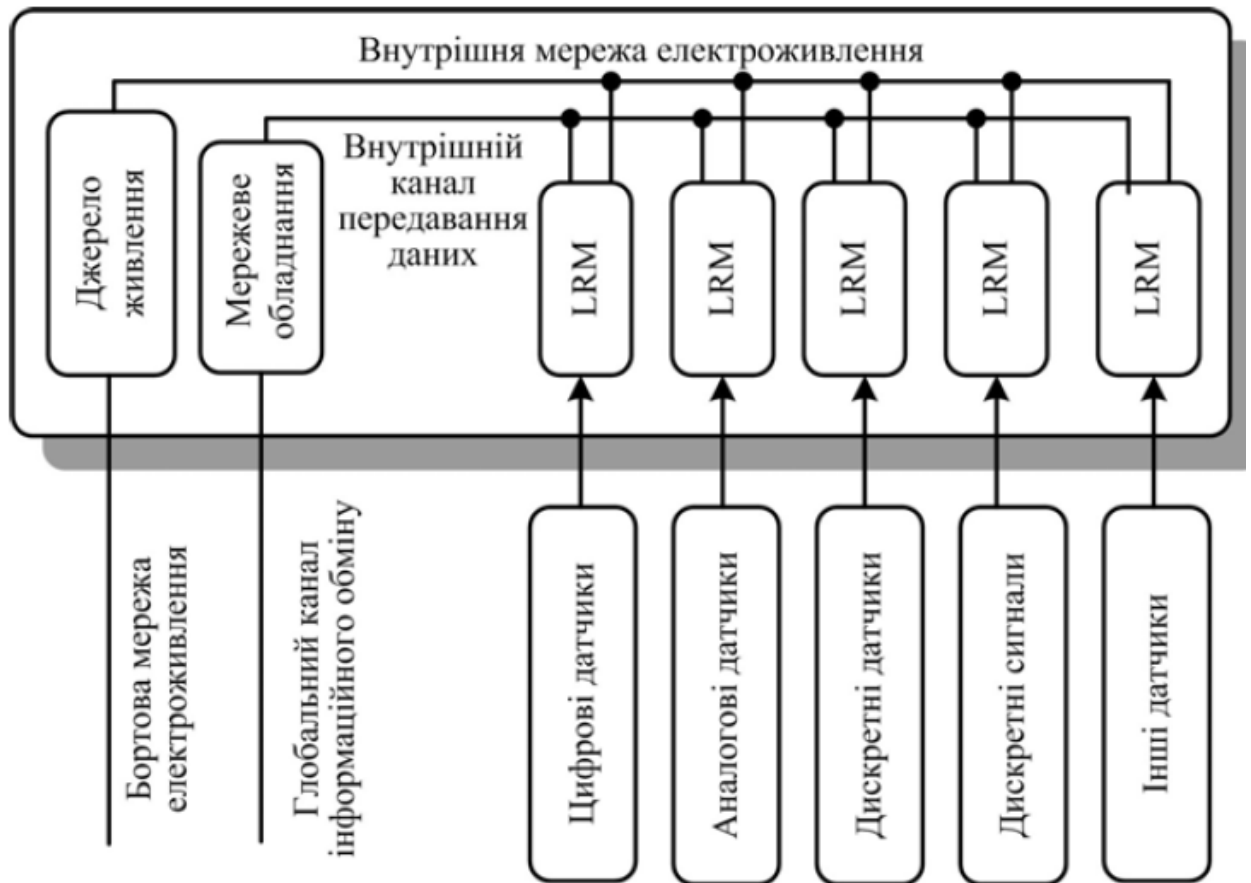 Внутрішня мережа електроживлення
Джерело
живлення
Мережеве
обладнання
Внутрішній
канал
передавання
даних
LRM
LRM
LRM
LRM
LRM
Бортова мережа
електроживлення
Глобальний канал
інформаційного обміну
Цифрові датчики
Аналогові датчики
Дискретні датчики
Дискретні сигнали
Інші датчики